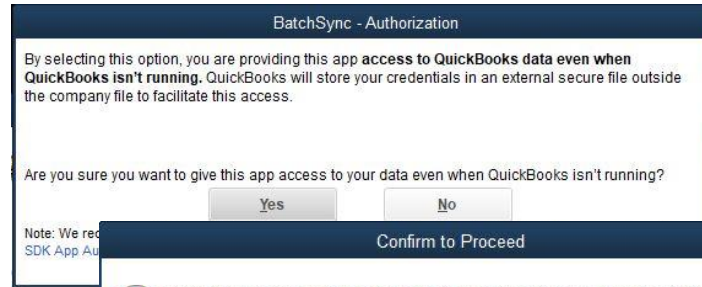 BatchSync - Authorization
By selecting this option, you are providing this app access to QuickBooks data even when
QuickBooks isn't running. QuickBooks will store your credentials in an external secure file outside
the company file to facilitate this access.
Are you sure you want to give this app access to your data even when QuickBooks isn't running?
Yes No
Note: We
SDK App
Confirm to Proceed